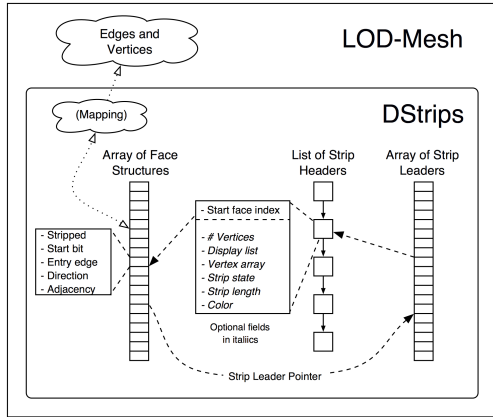 Edges and
Vertices
LOD-Mesh
(Mapping)
DStrips
Array of Face
Structures
List of Strip
Headers
Array of Strip
Leaders
- Start face index
- # Vertices
- Display list
- Vertex array
- Strip state
- Strip length
- Color
- Stripped
- Start bit
- Entry edge
- Direction
- Adjacency
Optional fields
in italiics
Strip Leader Pointer